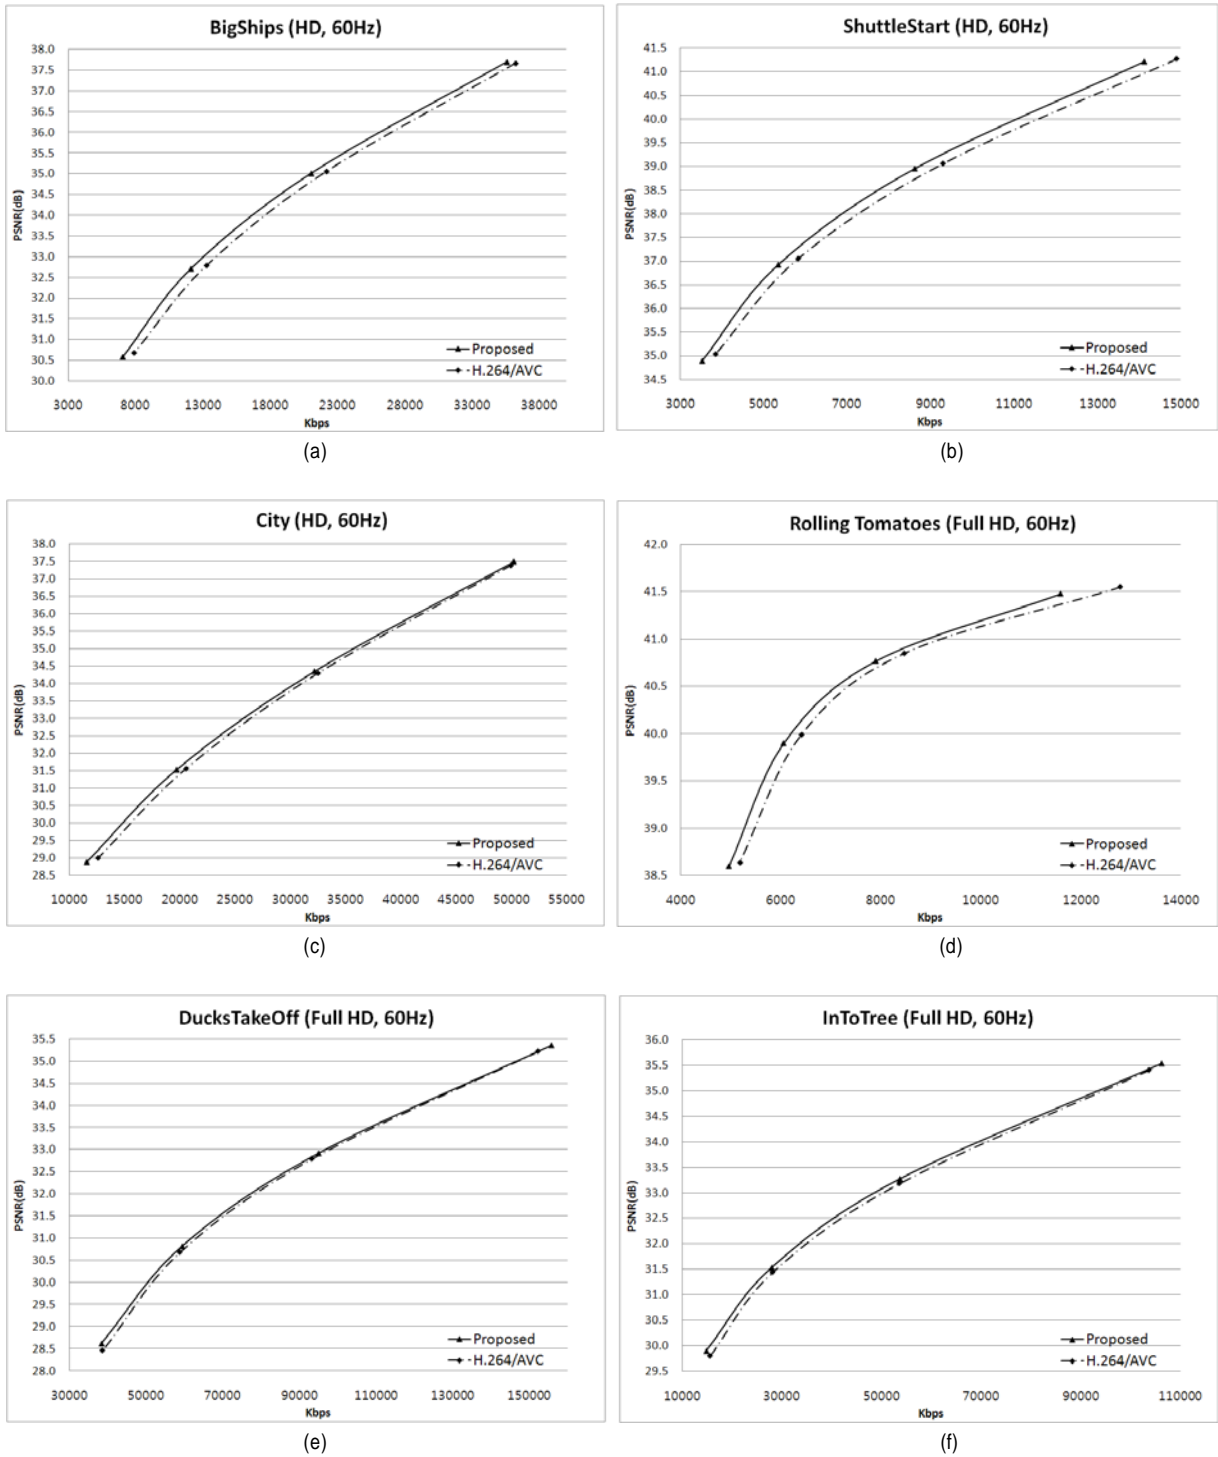 BigShips (HD, 60Hz)
38.0
37.5
37.0
36.5
36.0
35.5
35.0
34.5
34.0
33.5
33.0
32.5
32.0
31.5
31.0
30.5
30.0
PSNR(dB)
Proposed
H.264/AVC
3000 8000 13000 18000 23000 28000 33000 38000
Kbps
(a)
ShuttleStart (HD, 60Hz)
41.5
41.0
40.5
40.0
39.5
39.0
38.5
38.0
37.5
37.0
36.5
36.0
35.5
35.0
34.5
PSNR(dB)
Proposed
H.264/AVC
3000 5000 7000 9000 11000 13000 15000
Kbps
(b)
City (HD, 60Hz)
38.0
37.5
37.0
36.5
36.0
35.5
35.0
34.5
34.0
33.5
33.0
32.5
32.0
31.5
31.0
30.5
30.0
29.5
29.0
28.5
PSNR(dB)
Proposed
H.264/AVC
10000 15000 20000 25000 30000 35000 40000 45000 50000 55000
Kbps
(c)
Rolling Tomatoes (Full HD, 60Hz)
42.0
41.5
41.0
40.5
40.0
39.5
39.0
38.5
PSNR(dB)
Proposed
H.264/AVC
4000 6000 8000 10000 12000 14000
Kbps
(d)
DucksTakeOff (Full HD, 60Hz)
35.5
35.0
34.5
34.0
33.5
33.0
32.5
32.0
31.5
31.0
30.5
30.0
29.5
29.0
28.5
28.0
PSNR(dB)
Proposed
H.264/AVC
30000 50000 70000 90000 110000 130000 150000
Kbps
(e)
InToTree (Full HD, 60Hz)
36.0
35.5
35.0
34.5
34.0
33.5
33.0
32.5
32.0
31.5
31.0
30.5
30.0
29.5
PSNR(dB)
Proposed
H.264/AVC
10000 30000 50000 70000 90000 110000
Kbps
(f)